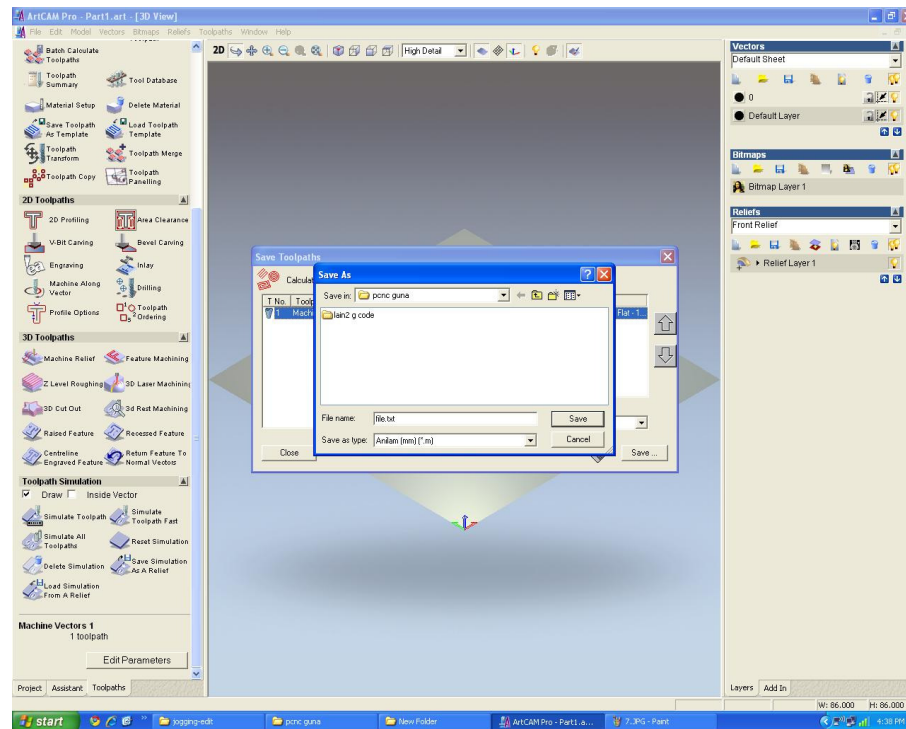 ArtCAM Pro - Part1.art - [3D View]
File Edit Model Vectors Bitmaps Reliefs Toolpaths Window Help
Batch Calculate
Toolpaths
Toolpath
Summary
Tool Database
Material Setup
Delete Material
Save Toolpath
As Template
Load Toolpath
Template
Toolpath
Transform
Toolpath Merge
Toolpath Copy
Toolpath
Panelling
2D Toolpaths
2D Profiling
Area Clearance
V-Bit Carving
Bevel Carving
Engraving
Inlay
Machine Along
Vector
Drilling
Profile Options
Toolpath
Ordering
3D Toolpaths
Machine Relief
Feature Machining
Z Level Roughing
3D Laser Machining
3D Cut Out
3d Rest Machining
Raised Feature
Recessed Feature
Centreline
Engraved Feature
Return Feature To
Normal Vectors
Toolpath Simulation
Draw Inside Vector
Simulate Toolpath
Simulate
Toolpath Fast
Simulate All
Toolpaths
Reset Simulation
Delete Simulation
Save Simulation
As A Relief
Load Simulation
From A Relief
Machine Vectors 1
1 toolpath
Edit Parameters
Project Assistant Toolpaths
2D
High Detail
Save Toolpaths
Calculat
T No. Toolp
1 Machi
Flat - 1...
Close
Save ...
Save As
Save in: pcnc guna
lain2 g code
File name: file.txt
Save
Save as type: Anilam (mm) (*.m)
Cancel
Vectors
Default Sheet
0
Default Layer
Bitmaps
Bitmap Layer 1
Reliefs
Front Relief
Relief Layer 1
Layers Add In
W: 86.000 H: 86.000
start
jogging-edit
pcnc guna
New Folder
ArtCAM Pro - Part1.a...
7.JPG - Paint
4:38 PM